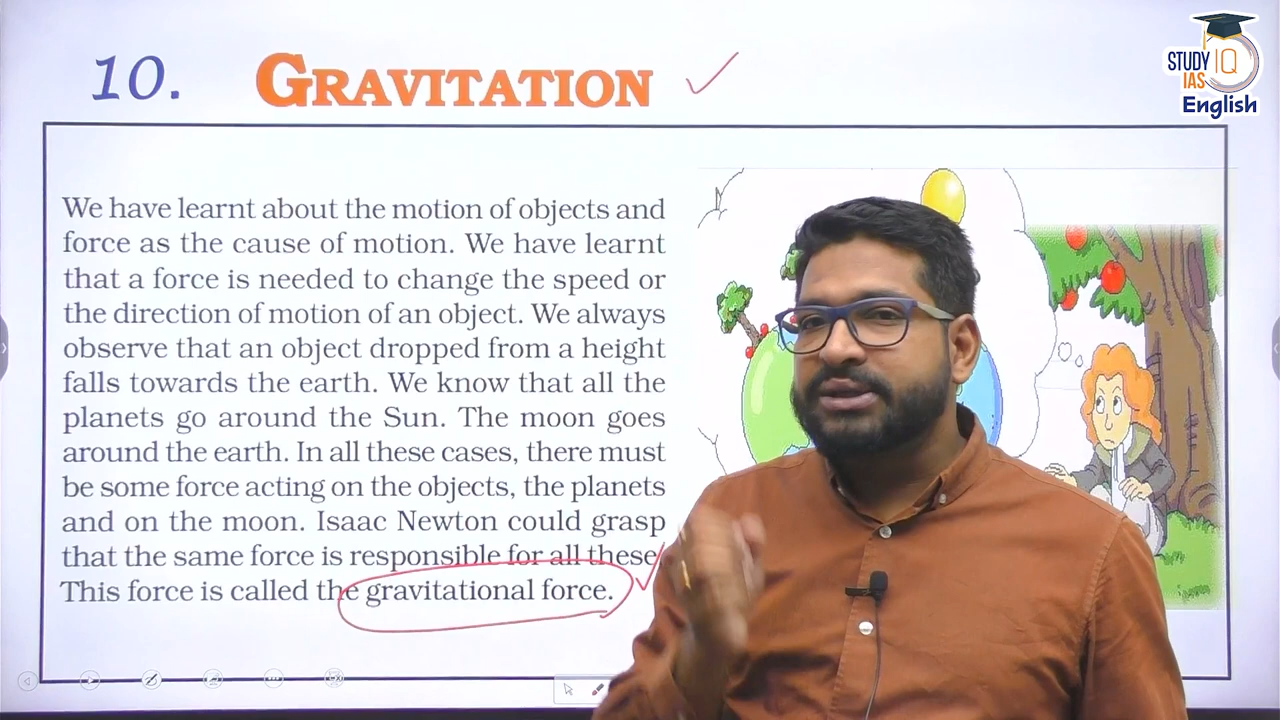 10. GRAVITATION
STUDY IQ
IAS
English
We have learnt about the motion of objects and
force as the cause of motion. We have learnt
that a force is needed to change the speed or
the direction of motion of an object. We always
observe that an object dropped from a height
falls towards the earth. We know that all the
planets go around the Sun. The moon goes
around the earth. In all these cases, there must
be some force acting on the objects, the planets
and on the moon. Isaac Newton could grasp
that the same force is responsible for all these
This force is called the gravitational force.